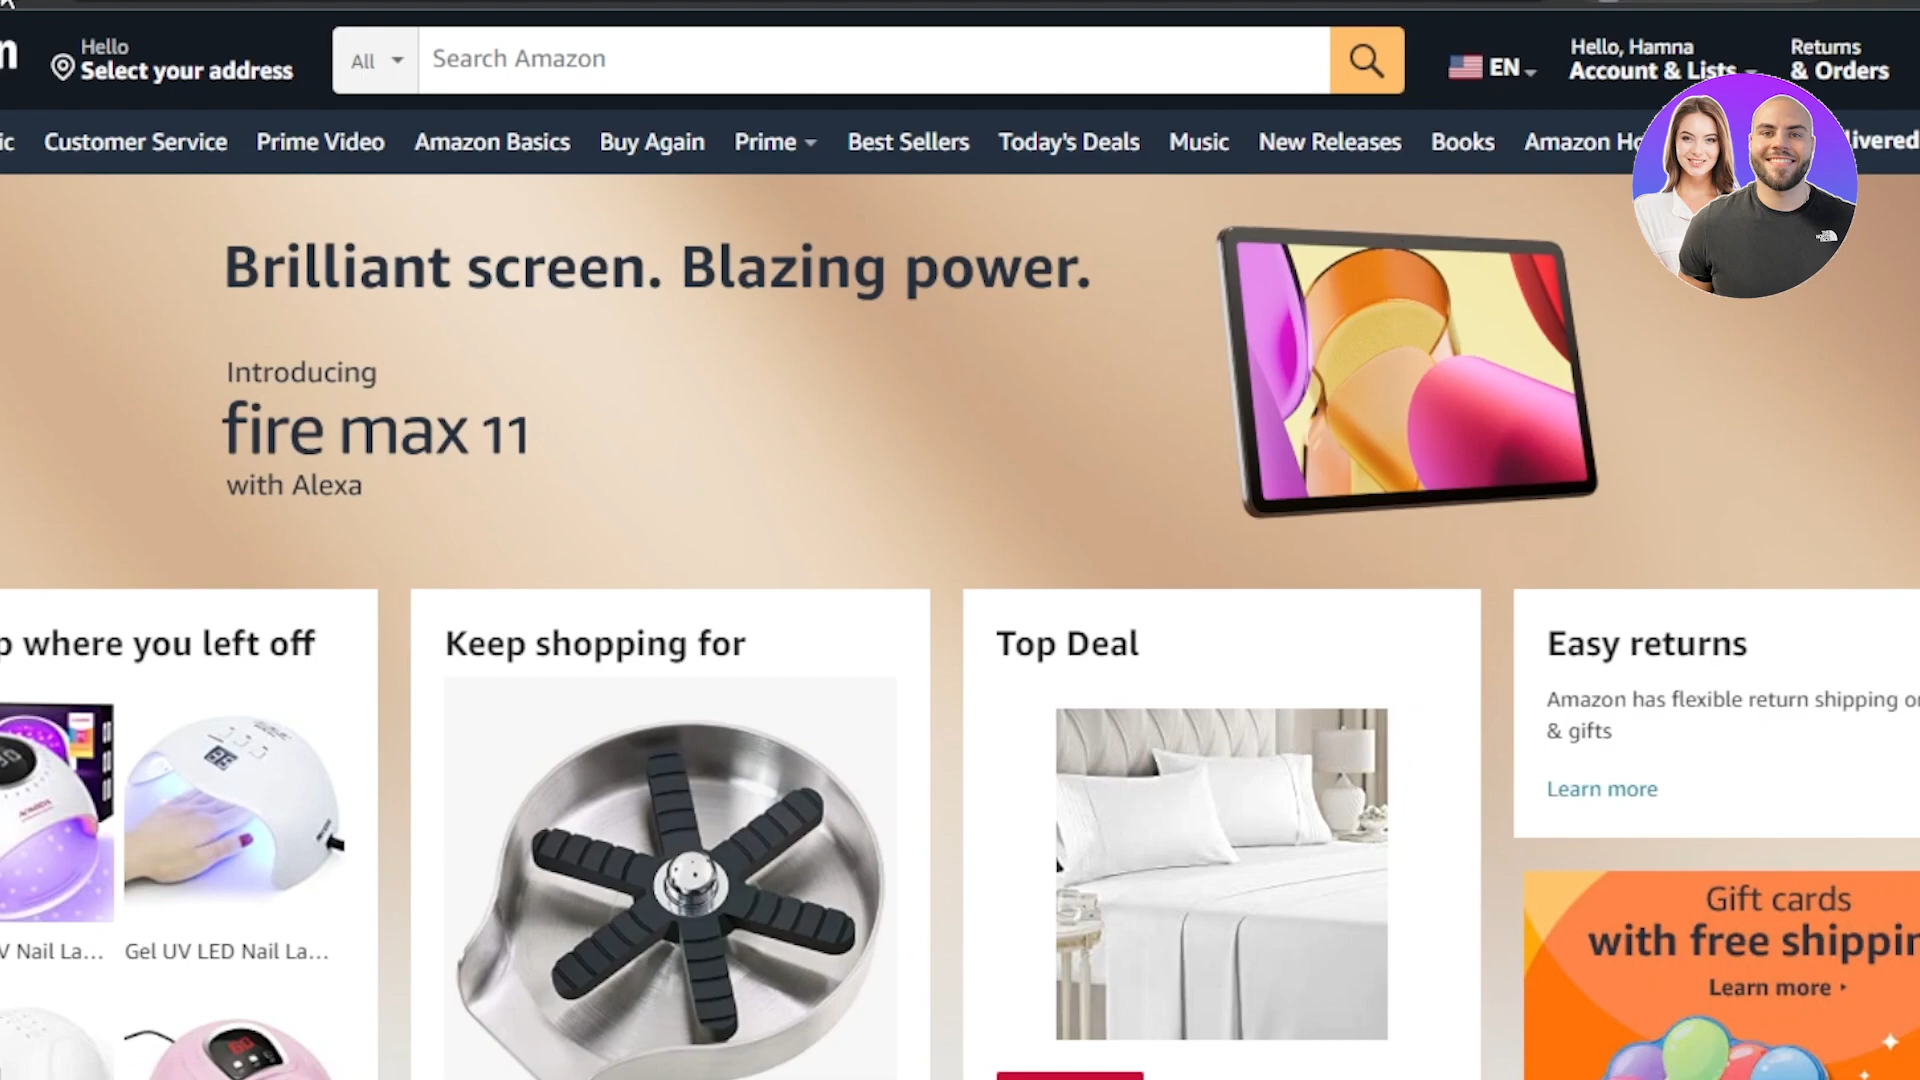 Hello
Select your address
All
Search Amazon
EN
Hello, Hamna
Account & Lists
Returns
& Orders
ic
Customer Service
Prime Video
Amazon Basics
Buy Again
Prime
Best Sellers
Today's Deals
Music
New Releases
Books
Amazon Ho
livered
Brilliant screen. Blazing power.
Introducing
fire max 11
with Alexa
p where you left off
V Nail La...
Gel UV LED Nail La...
Keep shopping for
Top Deal
Easy returns
Amazon has flexible return shipping or
& gifts
Learn more
Gift cards
with free shippin
Learn more